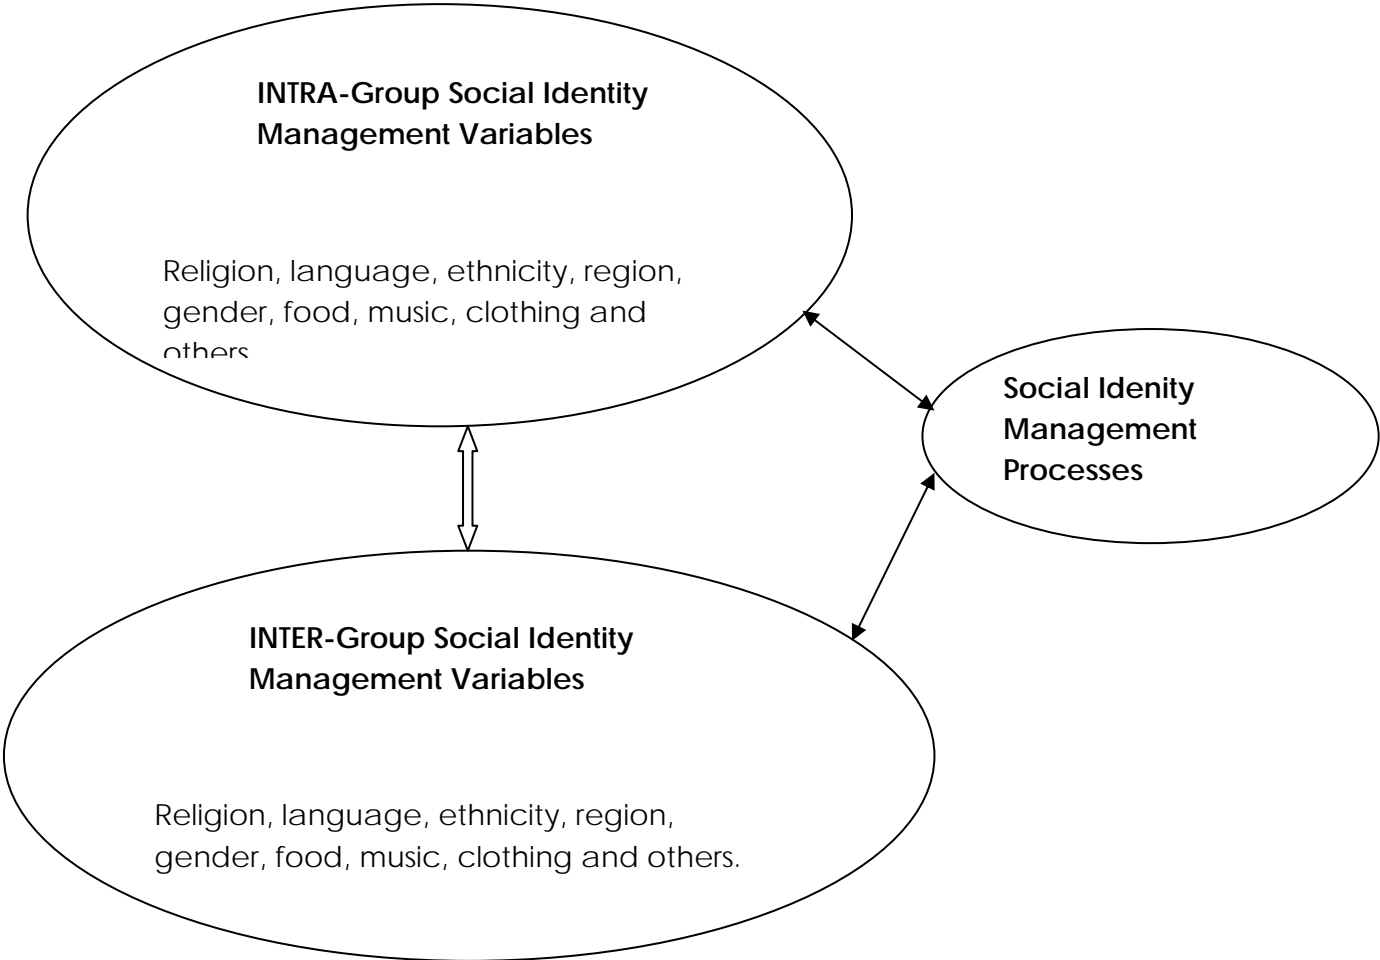 INTRA-Group Social Identity
Management Variables
Religion, language, ethnicity, region,
gender, food, music, clothing and
others
Social Idenity
Management
Processes
INTER-Group Social Identity
Management Variables
Religion, language, ethnicity, region,
gender, food, music, clothing and others.